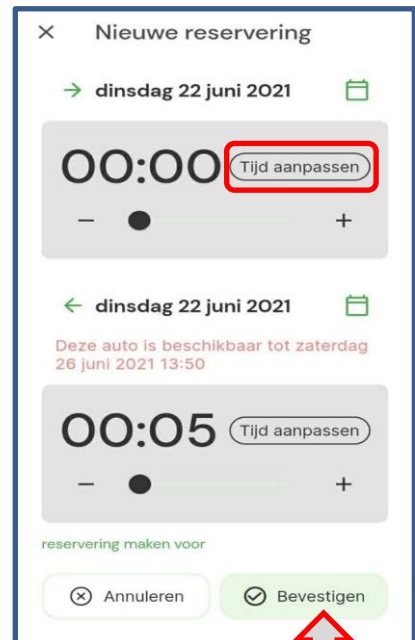 Nieuwe reservering
dinsdag 22 juni 2021
00:00 Tijd aanpassen
- +
dinsdag 22 juni 2021
Deze auto is beschikbaar tot zaterdag
26 juni 2021 13:50
00:05 Tijd aanpassen
- +
reservering maken voor
Annuleren Bevestigen